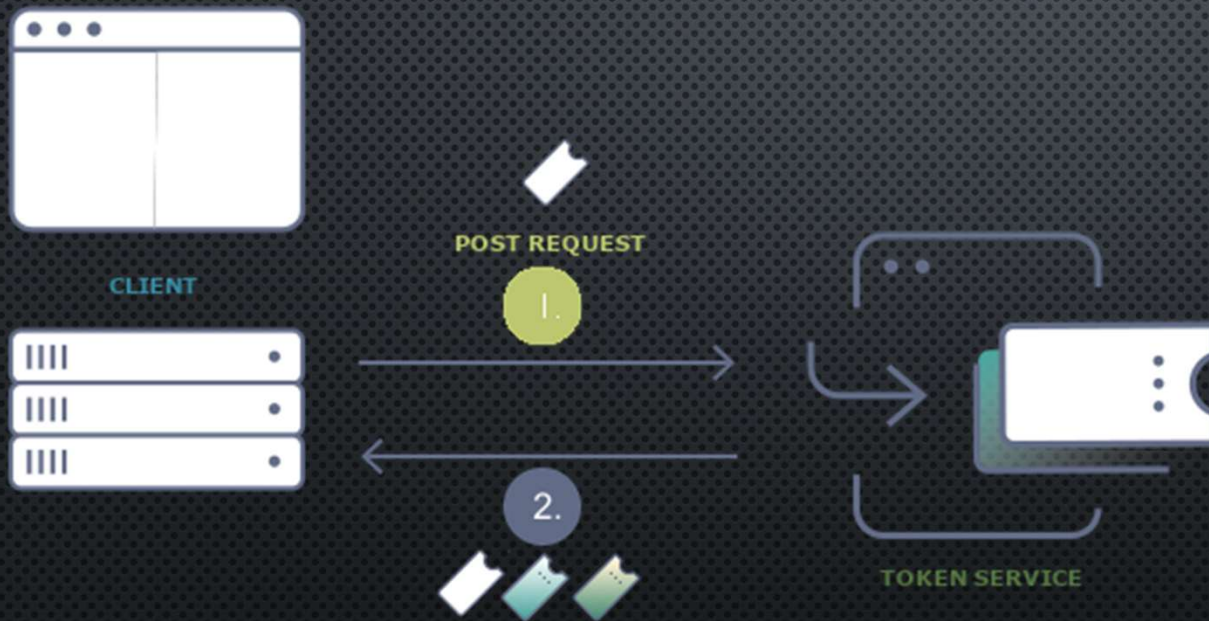 POST REQUEST
CLIENT
1.
2.
TOKEN SERVICE